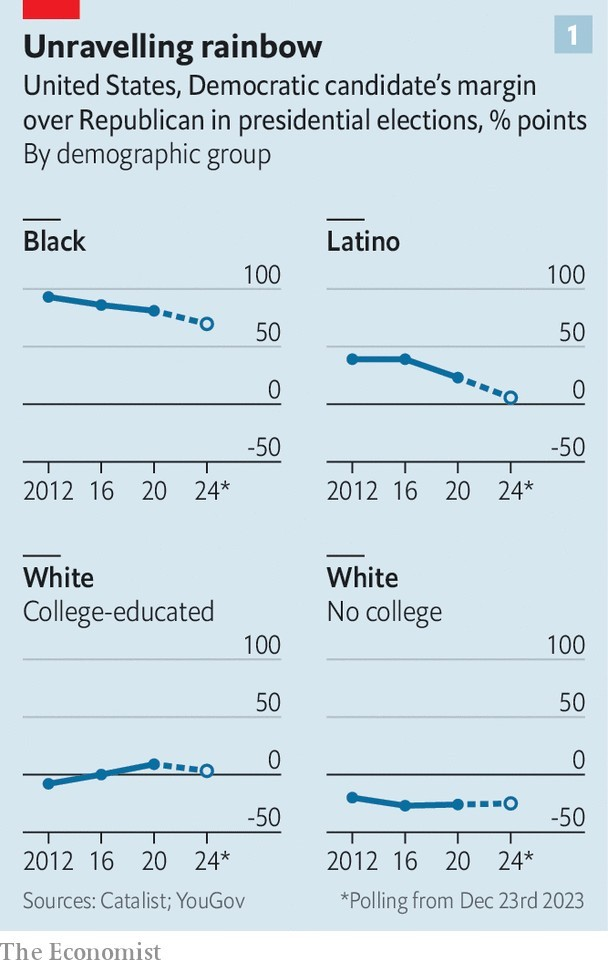 1
Unravelling rainbow
United States, Democratic candidate's margin
over Republican in presidential elections, % points
By demographic group
Black
100
50
0
-50
2012 16 20 24*
Latino
100
50
0
-50
2012 16 20 24*
White
College-educated
100
50
0
-50
2012 16 20 24*
White
No college
100
50
0
-50
2012 16 20 24*
Sources: Catalist; YouGov
*Polling from Dec 23rd 2023
The Economist